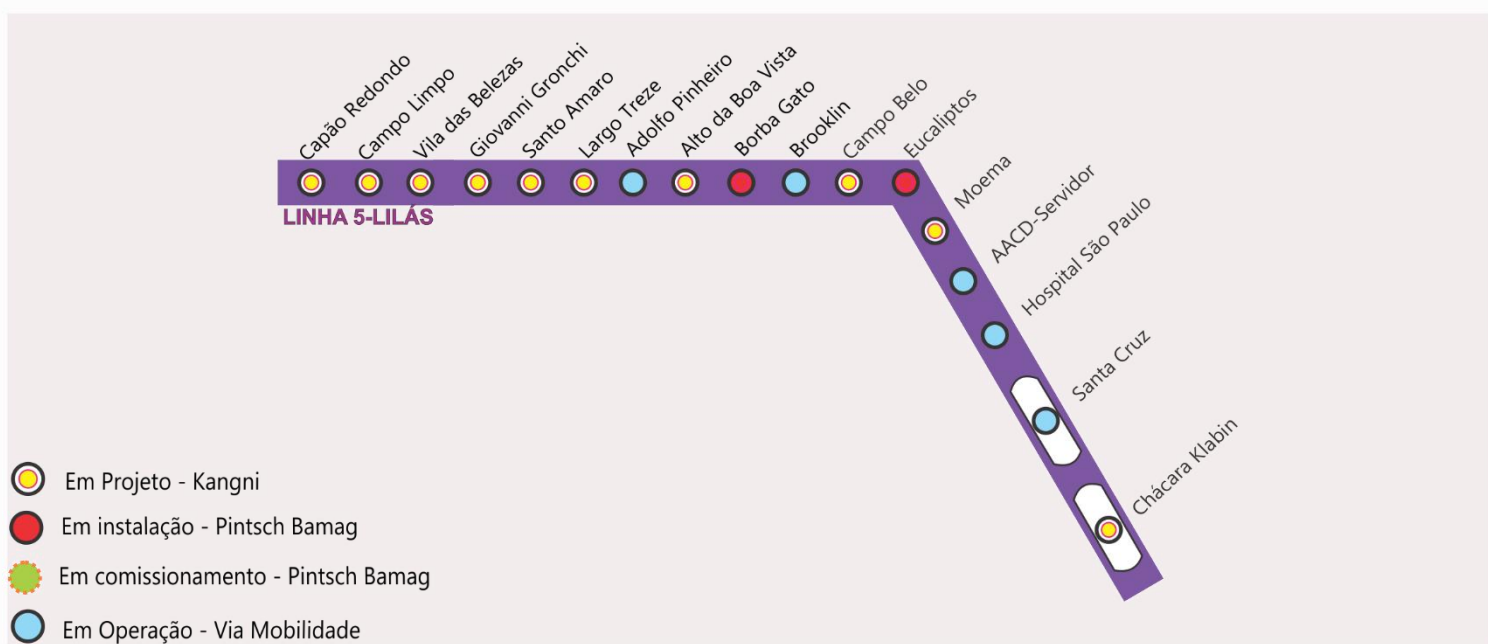 Capão Redondo
Campo Limpo
Vila das Belezas
Giovanni Gronchi
Santo Amaro
Largo Treze
Adolfo Pinheiro
Alto da Boa Vista
Borba Gato
Brooklin
Campo Belo
Eucaliptos
Moema
AACD-Servidor
Hospital São Paulo
Santa Cruz
Chácara Klabin
LINHA 5-LILÁS
Em Projeto - Kangni
Em instalação - Pintsch Bamag
Em comissionamento - Pintsch Bamag
Em Operação - Via Mobilidade